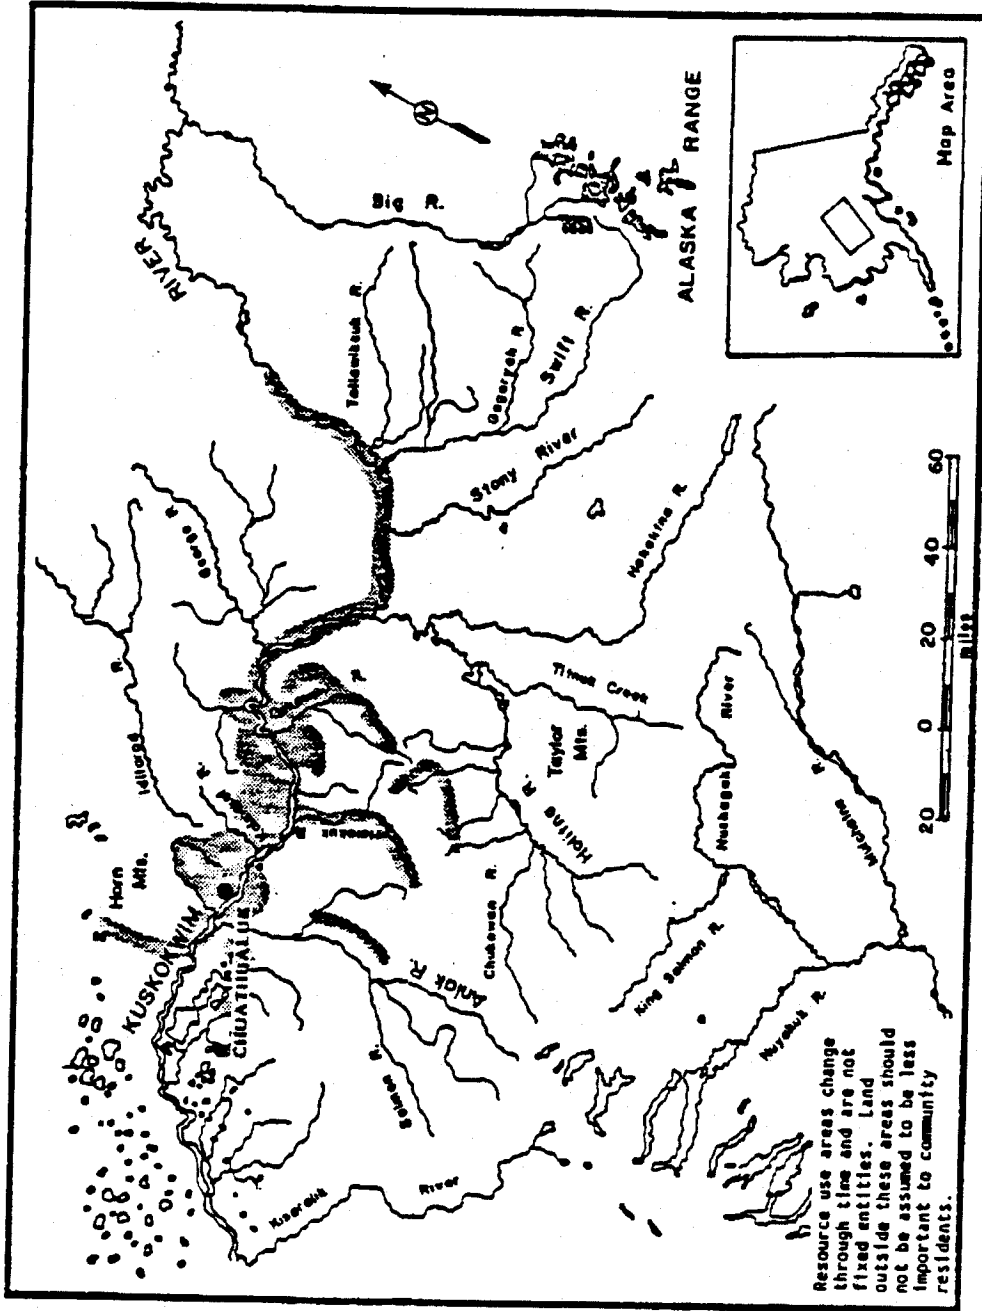 KUSKOKWIM
RIVER
Horn
Mts.
Iditarod R.
George R.
CHUATHBALUK
Big R.
Tatlawiksuk R.
Gagaryah R.
Swift R.
Stony River
ALASKA RANGE
N
Hoholitna R.
Titnuk Creek
Taylor
Mts.
Holitna R.
Chukowan R.
Aniak R.
Salmon R.
Kisaralik River
King Salmon R.
Nushagak River
Mulchatna R.
Nuyakuk R.
Map Area
20 0 20 40 60
miles
Resource use areas change
through time and are not
fixed entities. Land
outside these areas should
not be assumed to be less
important to community
residents.